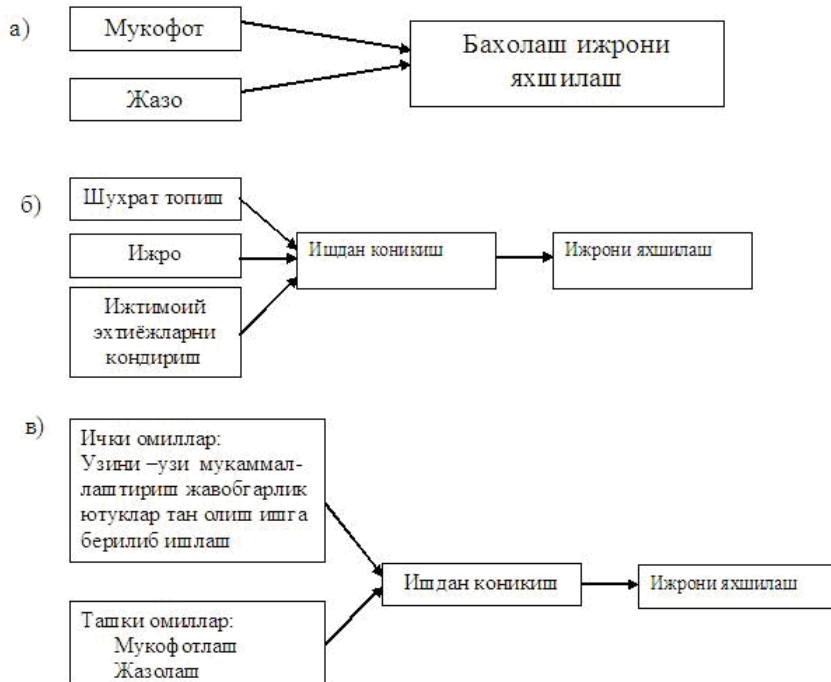 а)
Мукофот
Жазо
Бахолаш ижрони
яхшилаш
б)
Шухрат топиш
Ижро
Ижтимоий
эхтиёжларни
кондириш
Ишдан коникиш
Ижрони яхшилаш
в)
Ички омиллар:
Узини –узи мукаммал-
лаштириш жавобгарлик
ютуклар тан олиш ишга
берилиб ишлаш
Ташки омиллар:
Мукофотлаш
Жазолаш
Ишдан коникиш
Ижрони яхшилаш